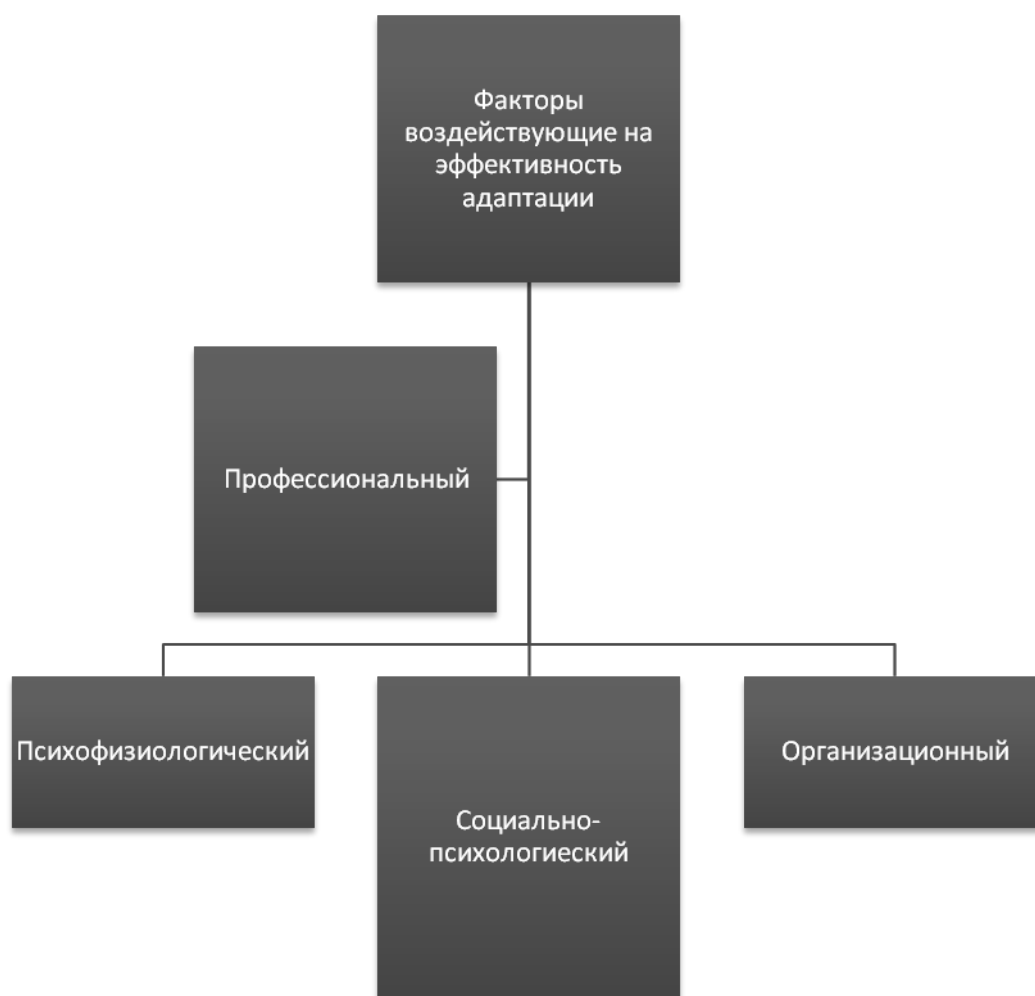 Факторы
воздействующие на
эффективность
адаптации
Профессиональный
Психофизиологический
Социально-
психологиеский
Организационный